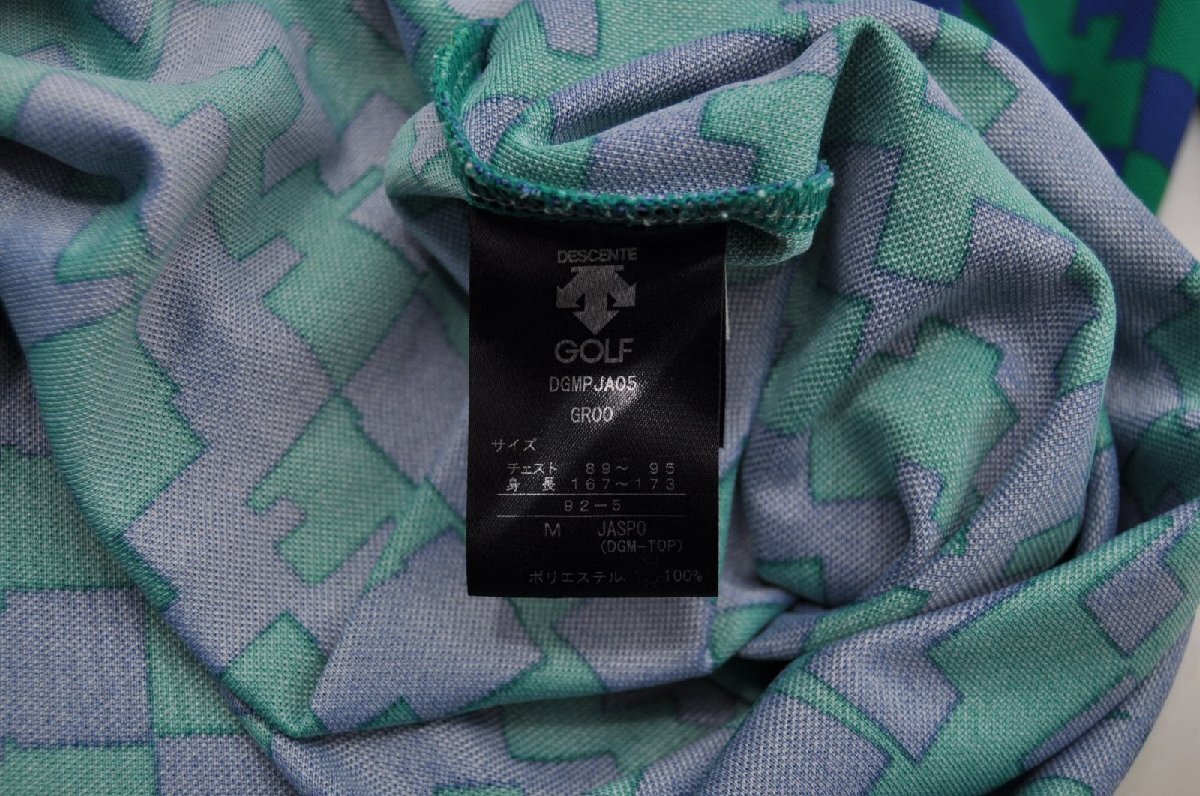 DESCENTE
GOLF
DGMPJA05
GR00
サイズ
チェスト 89～ 95
身 長 167～173
92-5
M JASPO
(DGM-TOP)
ポリエステル 100%